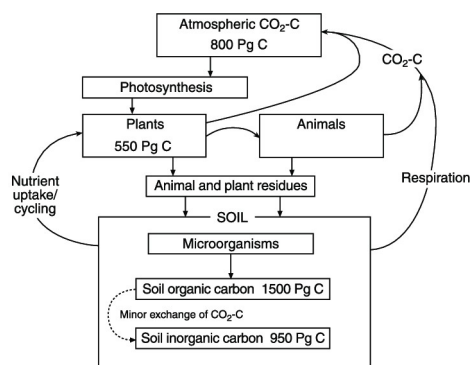 Atmospheric CO₂-C
800 Pg C
CO₂-C
Photosynthesis
Plants
550 Pg C
Animals
Nutrient
uptake/
cycling
Respiration
Animal and plant residues
SOIL
Microorganisms
Soil organic carbon 1500 Pg C
Minor exchange of CO₂-C
Soil inorganic carbon 950 Pg C